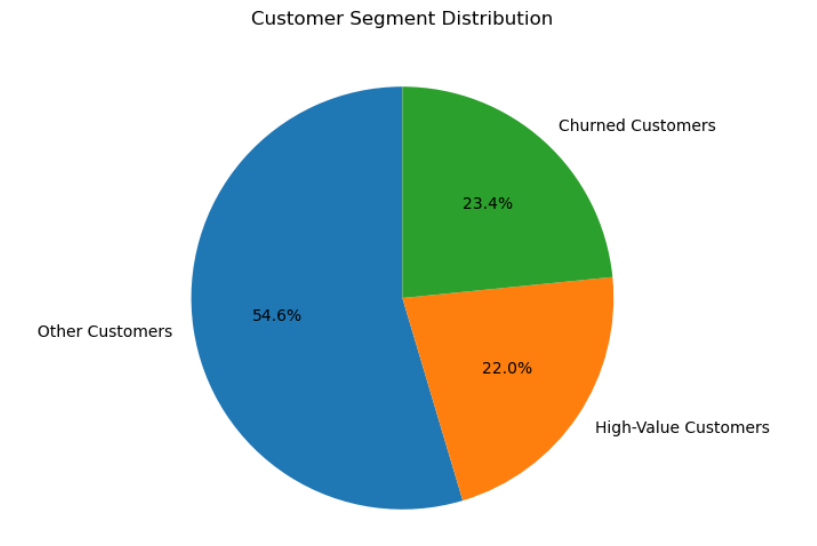 Customer Segment Distribution
Churned Customers
23.4%
Other Customers
54.6%
22.0%
High-Value Customers